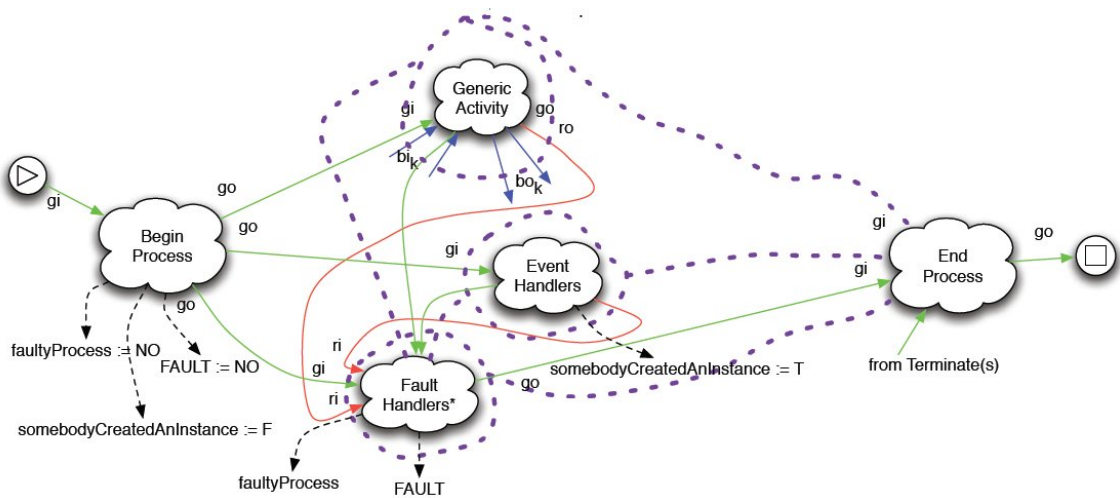 Generic
Activity
gi
go
ro
bi k
bo k
go
gi
Begin
Process
go
gi
Event
Handlers
gi
End
Process
go
gi
go
faultyProcess := NO
FAULT := NO
ri
gi
ri
Fault
Handlers*
go
somebodyCreatedAnInstance := T
from Terminate(s)
somebodyCreatedAnInstance := F
faultyProcess
FAULT